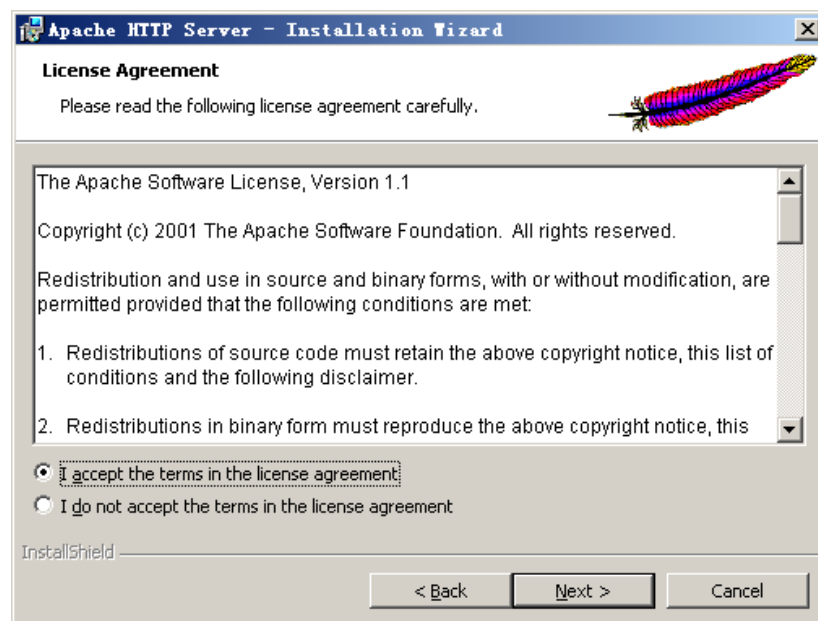 Apache HTTP Server - Installation Wizard
License Agreement
Please read the following license agreement carefully.
The Apache Software License, Version 1.1
Copyright (c) 2001 The Apache Software Foundation.  All rights reserved.
Redistribution and use in source and binary forms, with or without modification, are
permitted provided that the following conditions are met:
1.  Redistributions of source code must retain the above copyright notice, this list of
conditions and the following disclaimer.
2.  Redistributions in binary form must reproduce the above copyright notice, this
I accept the terms in the license agreement
I do not accept the terms in the license agreement
InstallShield
< Back
Next >
Cancel